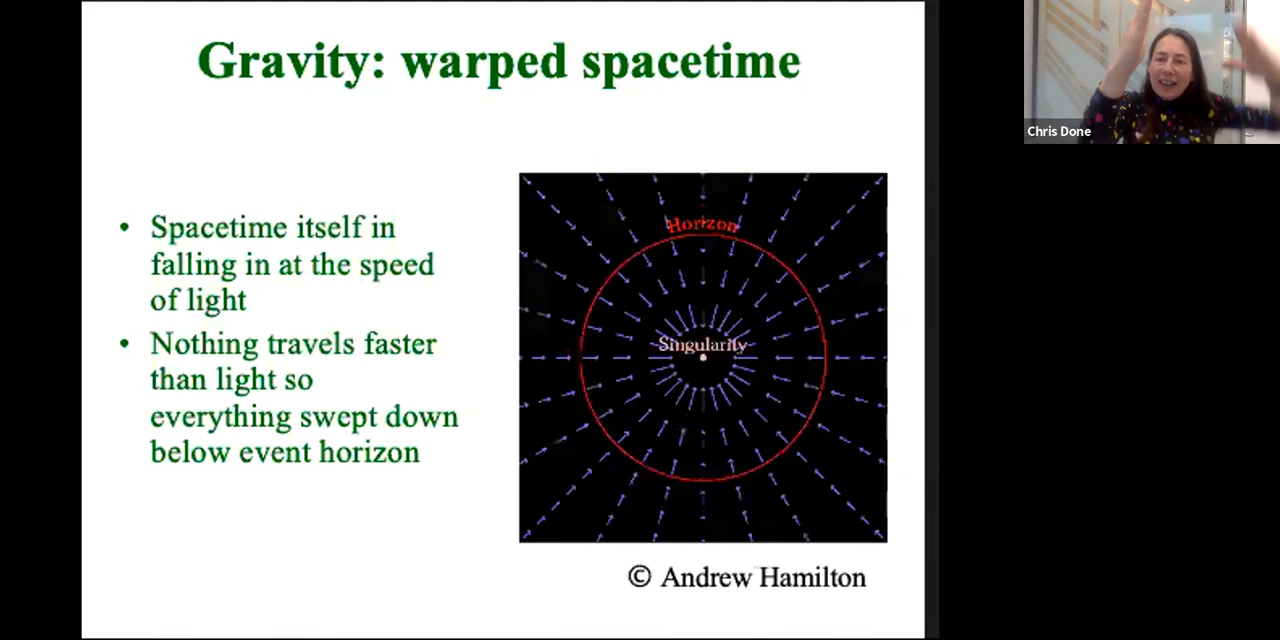 Gravity: warped spacetime
• Spacetime itself in
falling in at the speed
of light
• Nothing travels faster
than light so
everything swept down
below event horizon
Horizon
Singularity
© Andrew Hamilton
Chris Done